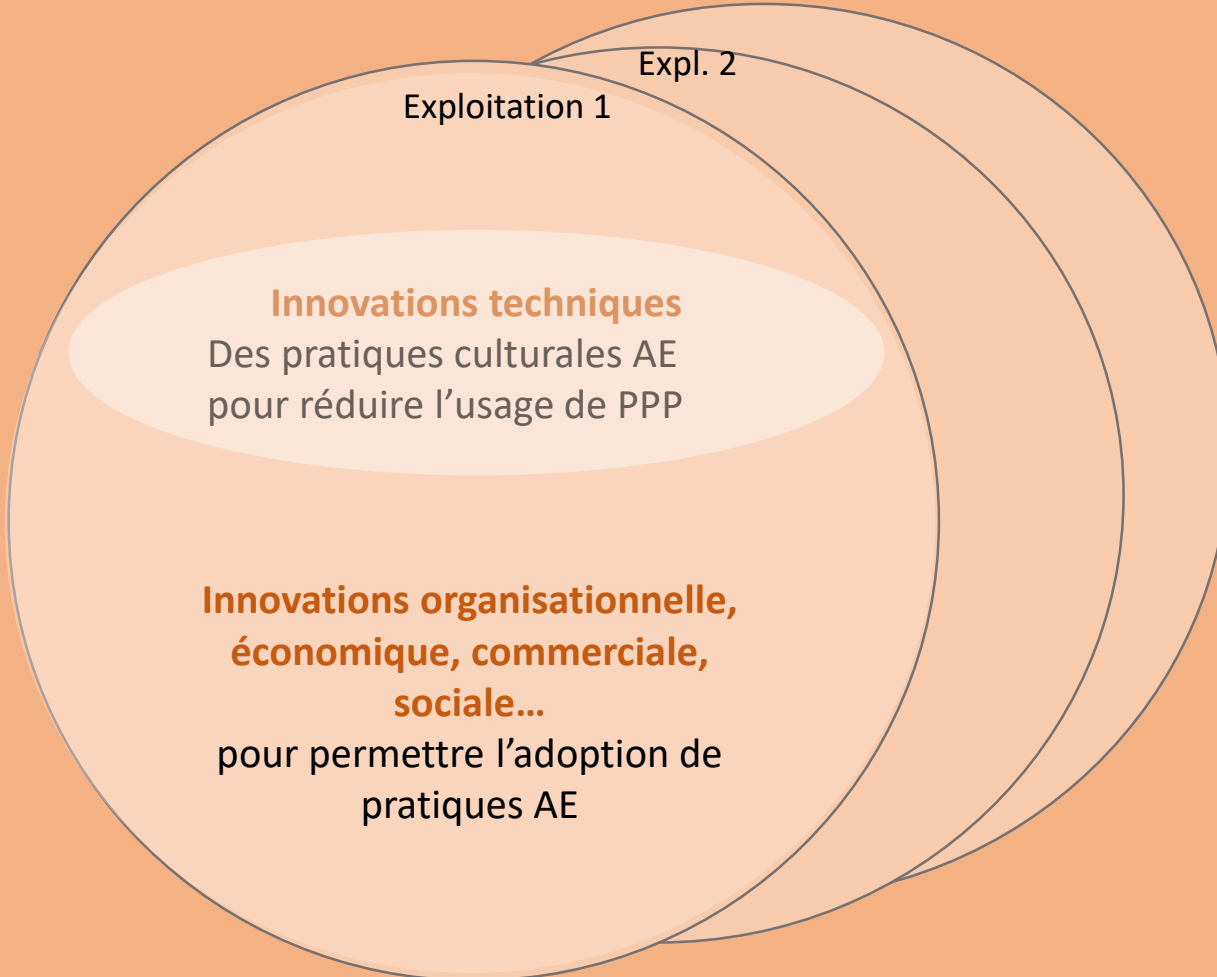 Expl. 2
Exploitation 1
Innovations techniques
Des pratiques culturales AE
pour réduire l’usage de PPP
Innovations organisationnelle,
économique, commerciale,
sociale…
pour permettre l’adoption de
pratiques AE